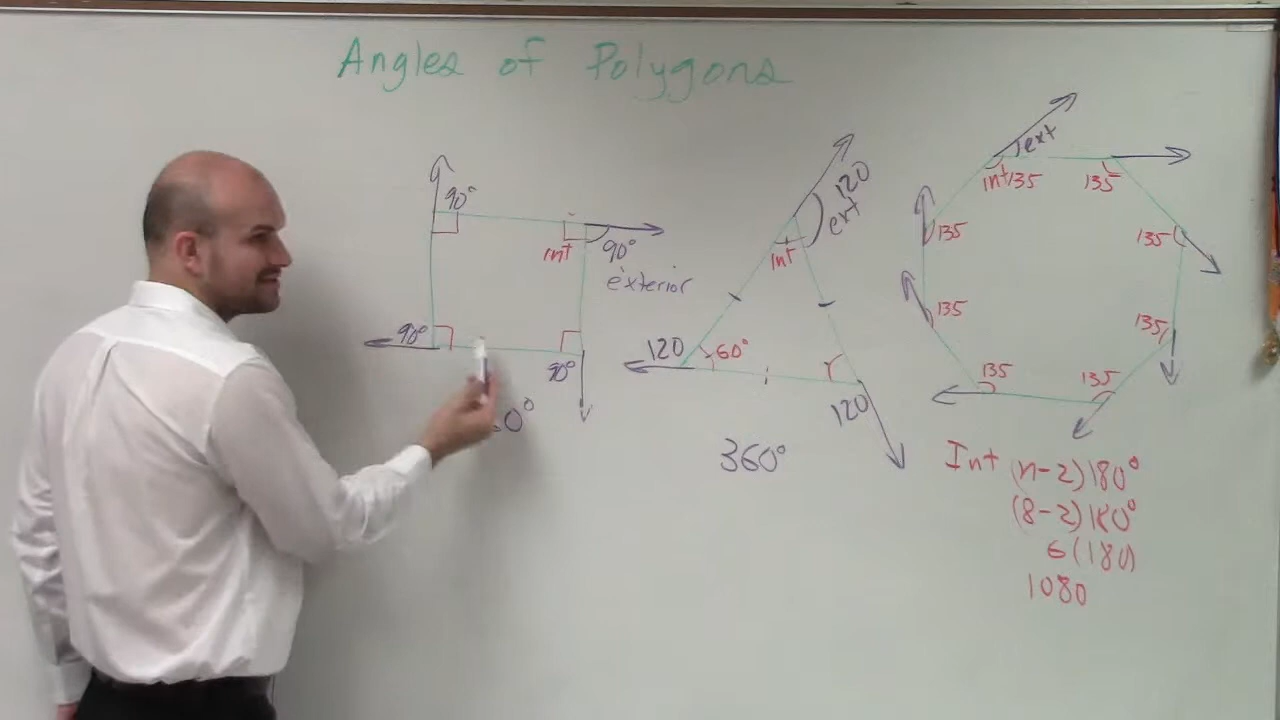 Angles of Polygons
90°
int
90°
exterior
90°
90°
0°
120
ext
int
120
60°
120
360°
ext
int 135
135
135
135
135
135
135
135
Int (n-2)180°
(8-2)180°
6(180)
1080